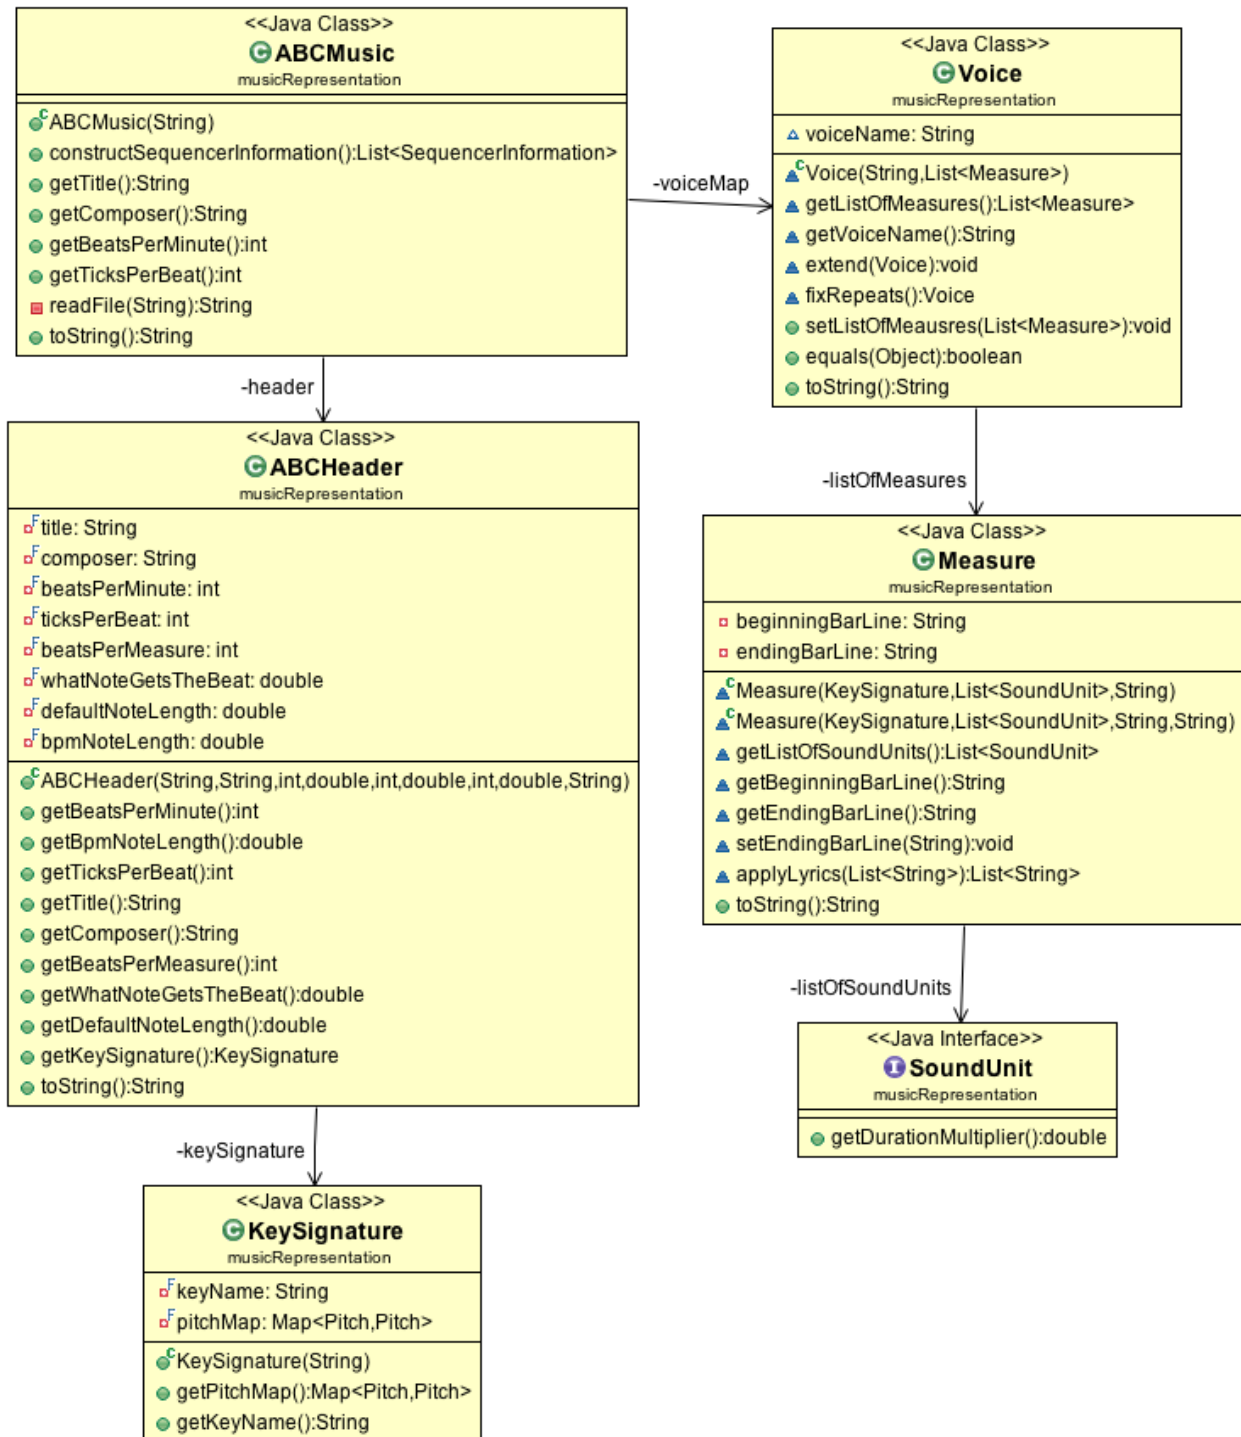 <<Java Class>>
ABCMusic
musicRepresentation
ABCMusic(String)
constructSequencerInformation():List<SequencerInformation>
getTitle():String
getComposer():String
getBeatsPerMinute():int
getTicksPerBeat():int
readFile(String):String
toString():String
-voiceMap
<<Java Class>>
Voice
musicRepresentation
voiceName: String
Voice(String,List<Measure>)
getListOfMeasures():List<Measure>
getVoiceName():String
extend(Voice):void
fixRepeats():Voice
setListOfMeausres(List<Measure>):void
equals(Object):boolean
toString():String
-header
<<Java Class>>
ABCHeader
musicRepresentation
title: String
composer: String
beatsPerMinute: int
ticksPerBeat: int
beatsPerMeasure: int
whatNoteGetsTheBeat: double
defaultNoteLength: double
bpmNoteLength: double
ABCHeader(String,String,int,double,int,double,int,double,String)
getBeatsPerMinute():int
getBpmNoteLength():double
getTicksPerBeat():int
getTitle():String
getComposer():String
getBeatsPerMeasure():int
getWhatNoteGetsTheBeat():double
getDefaultNoteLength():double
getKeySignature():KeySignature
toString():String
-listOfMeasures
<<Java Class>>
Measure
musicRepresentation
beginningBarLine: String
endingBarLine: String
Measure(KeySignature,List<SoundUnit>,String)
Measure(KeySignature,List<SoundUnit>,String,String)
getListOfSoundUnits():List<SoundUnit>
getBeginningBarLine():String
getEndingBarLine():String
setEndingBarLine(String):void
applyLyrics(List<String>):List<String>
toString():String
-listOfSoundUnits
<<Java Interface>>
SoundUnit
musicRepresentation
getDurationMultiplier():double
-keySignature
<<Java Class>>
KeySignature
musicRepresentation
keyName: String
pitchMap: Map<Pitch,Pitch>
KeySignature(String)
getPitchMap():Map<Pitch,Pitch>
getKeyName():String